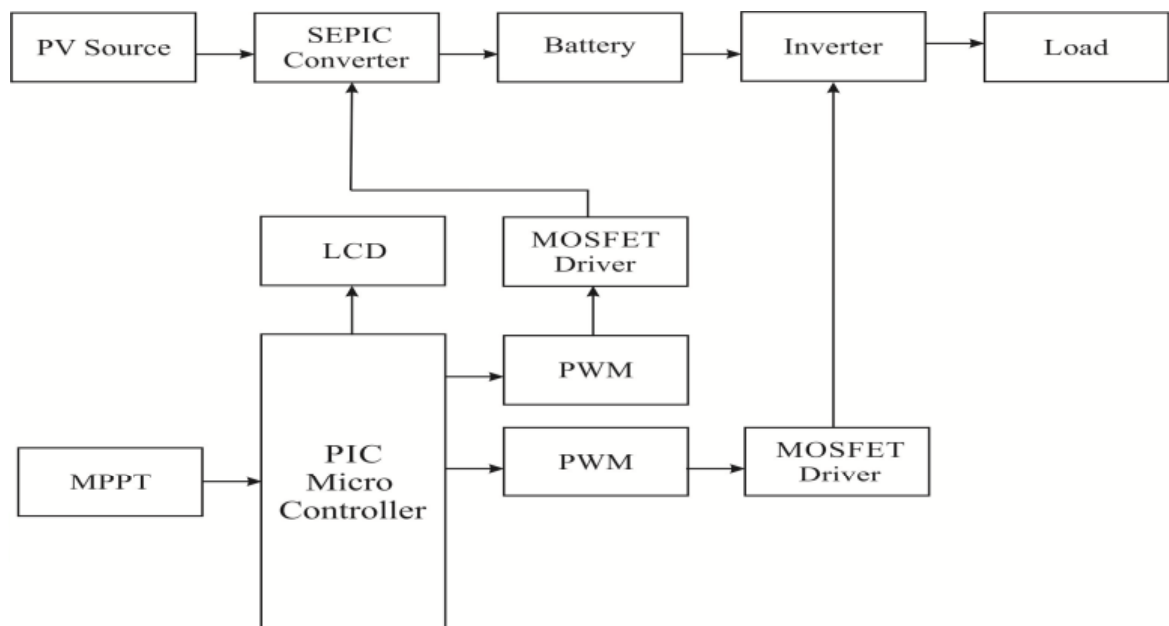 PV Source
SEPIC
Converter
Battery
Inverter
Load
LCD
MOSFET
Driver
PWM
MPPT
PIC
Micro
Controller
PWM
MOSFET
Driver